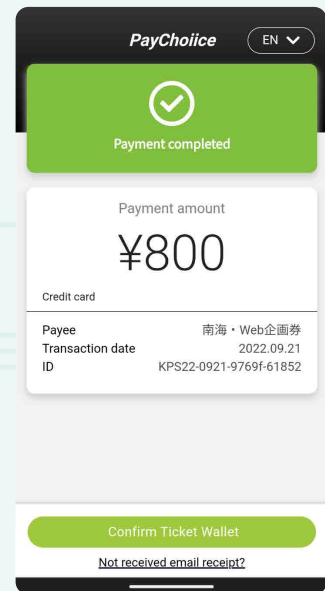 PayChoiice
EN
Payment completed
Payment amount
¥800
Credit card
Payee 南海・Web企画券
Transaction date 2022.09.21
ID KPS22-0921-9769f-61852
Confirm Ticket Wallet
Not received email receipt?